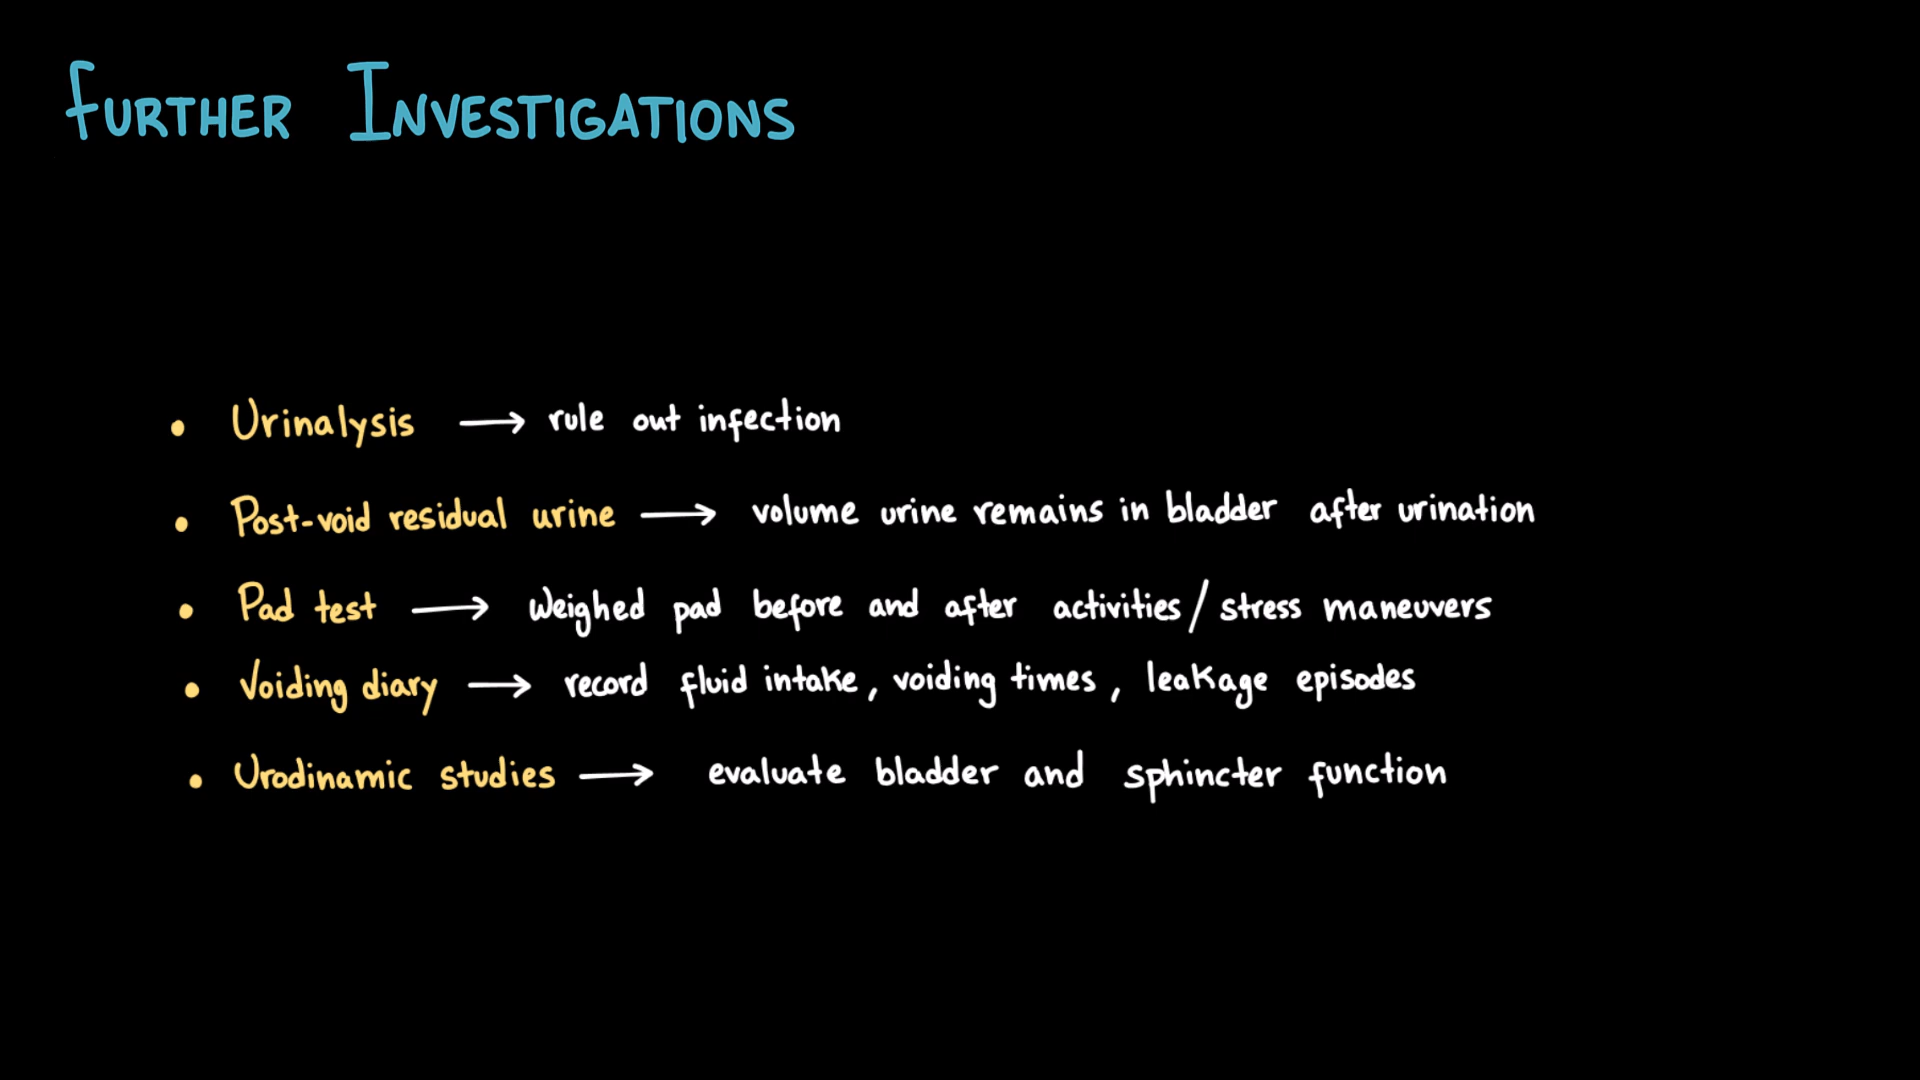 Further Investigations
• Urinalysis → rule out infection
• Post-void residual urine → volume urine remains in bladder after urination
• Pad test → Weighed pad before and after activities/stress maneuvers
• Voiding diary → record fluid intake, voiding times, leakage episodes
• Urodinamic studies → evaluate bladder and sphincter function